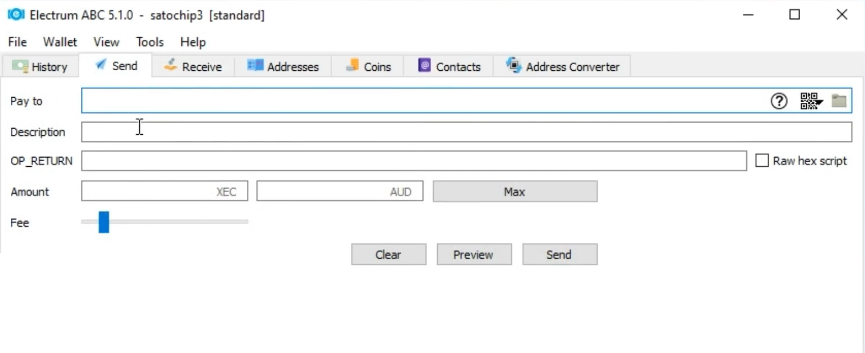 Electrum ABC 5.1.0 - satochip3 [standard]
File Wallet View Tools Help
History Send Receive Addresses Coins Contacts Address Converter
Pay to
Description
OP_RETURN Raw hex script
Amount XEC AUD Max
Fee
Clear Preview Send